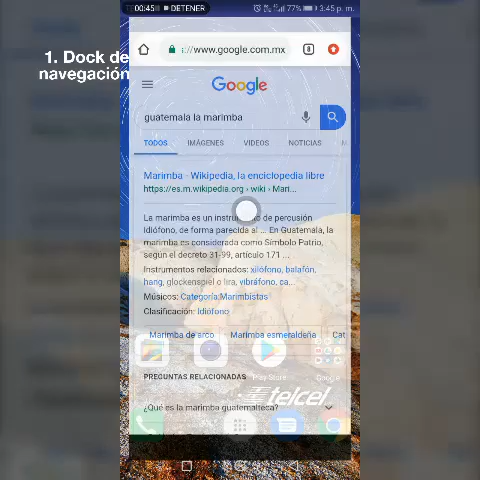 00:45 DETENER
77% 3:45 p.m.
1. Dock de
navegación
://www.google.com.mx
8
Google
guatemala la marimba
TODOS IMÁGENES VIDEOS NOTICIAS M
Marimba - Wikipedia, la enciclopedia libre
https://es.m.wikipedia.org › wiki › Mari...
La marimba es un instru to de percusión
Idiófono, de forma parecida al ... En Guatemala, la
marimba es considerada como Símbolo Patrio,
según el decreto 31-99, artículo 171 ...
Instrumentos relacionados: xilófono, balafón,
hang, glockenspiel o lira, vibráfono, ca...
Músicos: Categoría:Marimbistas
Clasificación: Idiófono
Marimba de arco Marimba esmeraldeña Cat
PREGUNTAS RELACIONADAS
Play Store Google
telcel
¿Qué es la marimba guatemalteca?